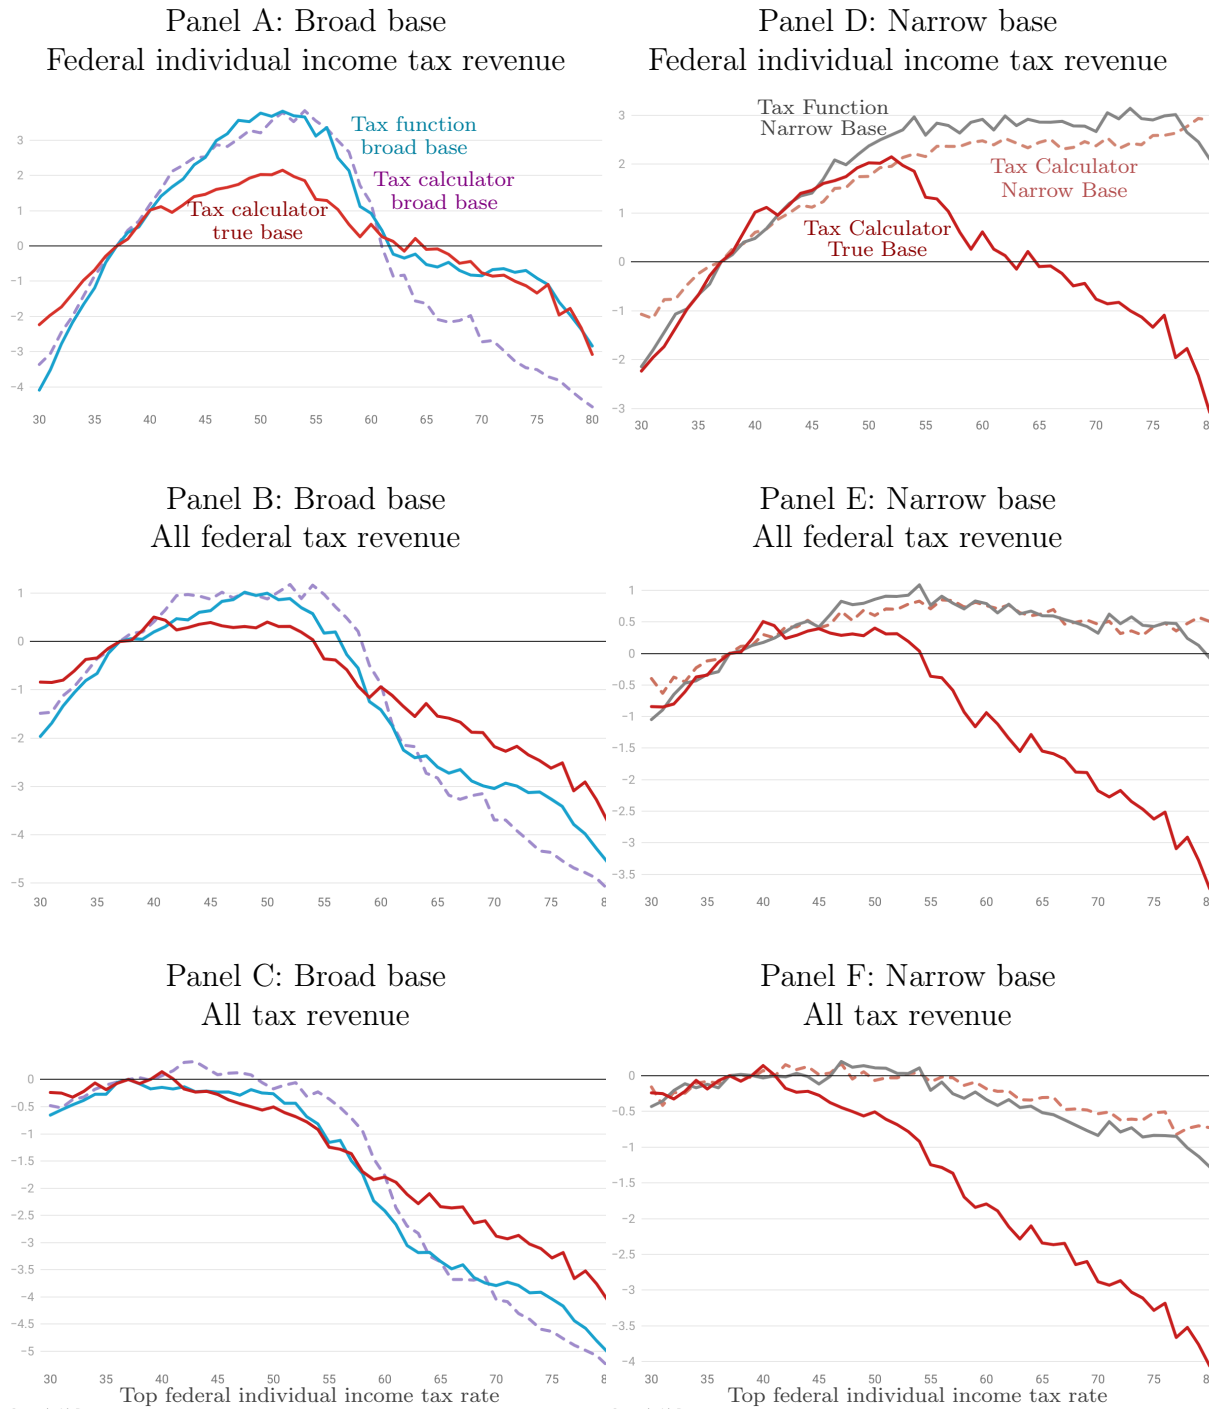 Panel A: Broad base
Federal individual income tax revenue
3
2
1
0
−1
−2
−3
−4
30 35 40 45 50 55 60 65 70 75 80
Tax function
broad base
Tax calculator
broad base
Tax calculator
true base
Panel D: Narrow base
Federal individual income tax revenue
3
2
1
0
−1
−2
−3
30 35 40 45 50 55 60 65 70 75 8
Tax Function
Narrow Base
Tax Calculator
Narrow Base
Tax Calculator
True Base
Panel B: Broad base
All federal tax revenue
1
0
−1
−2
−3
−4
−5
30 35 40 45 50 55 60 65 70 75 8
Panel E: Narrow base
All federal tax revenue
1
0.5
0
−0.5
−1
−1.5
−2
−2.5
−3
−3.5
30 35 40 45 50 55 60 65 70 75 8
Panel C: Broad base
All tax revenue
0
−0.5
−1
−1.5
−2
−2.5
−3
−3.5
−4
−4.5
−5
30 35 40 45 50 55 60 65 70 75 8
Top federal individual income tax rate
Panel F: Narrow base
All tax revenue
0
−0.5
−1
−1.5
−2
−2.5
−3
−3.5
−4
30 35 40 45 50 55 60 65 70 75 8
Top federal individual income tax rate